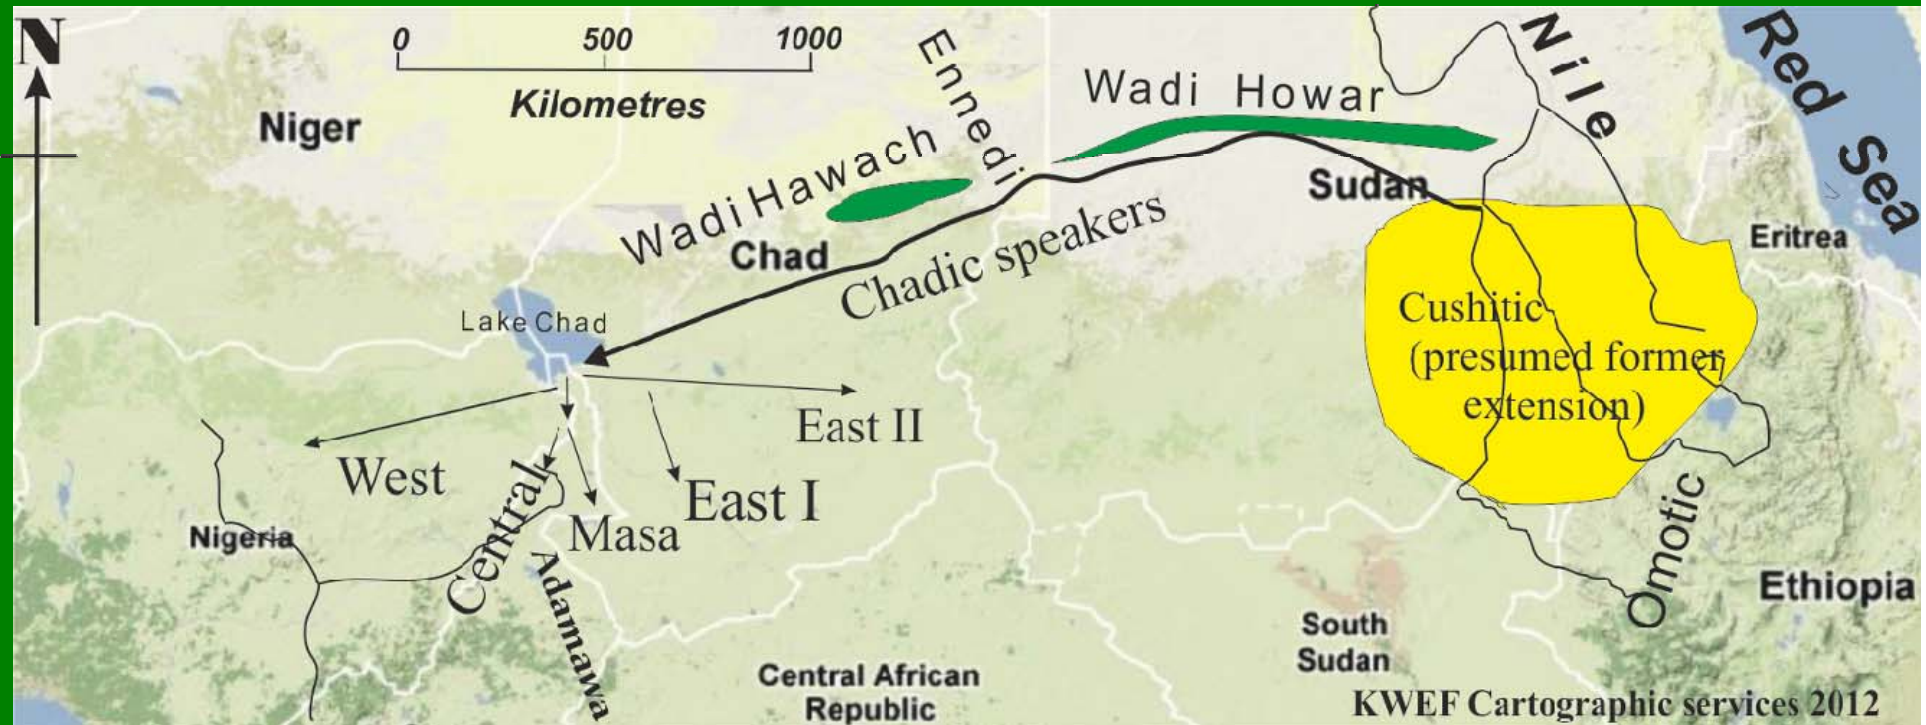 N
0 500 1000
Kilometres
Niger
Ennedi
Wadi Howar
Nile
Red Sea
Wadi Hawach
Chad
Sudan
Chadic speakers
Eritrea
Lake Chad
Cushitic
(presumed former
extension)
East II
West
Central
East I
Masa
Nigeria
Adamawa
Omotic
Ethiopia
South
Sudan
Central African
Republic
KWEF Cartographic services 2012